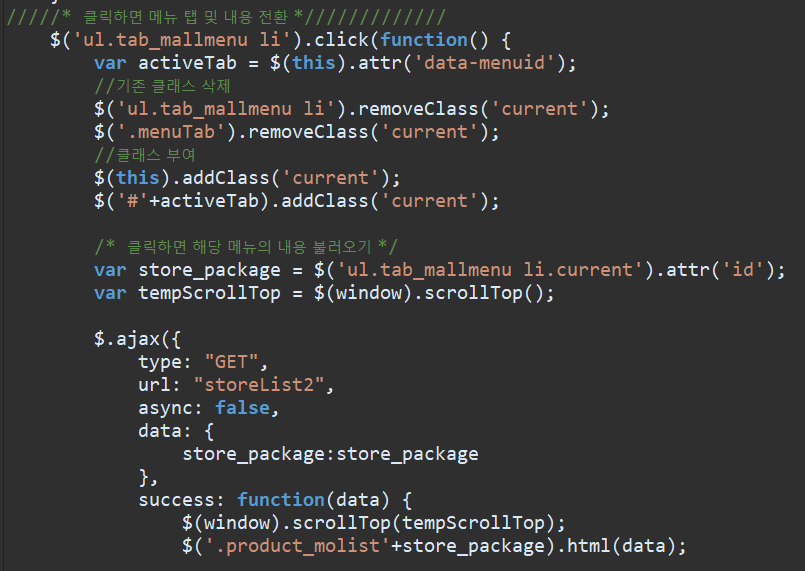 /////* 클릭하면 메뉴 탭 및 내용 전환 */////////////
$('ul.tab_mallmenu li').click(function() {
var activeTab = $(this).attr('data-menuid');
//기존 클래스 삭제
$('ul.tab_mallmenu li').removeClass('current');
$('.menuTab').removeClass('current');
//클래스 부여
$(this).addClass('current');
$('#'+activeTab).addClass('current');
/* 클릭하면 해당 메뉴의 내용 불러오기 */
var store_package = $('ul.tab_mallmenu li.current').attr('id');
var tempScrollTop = $(window).scrollTop();
$.ajax({
type: "GET",
url: "storeList2",
async: false,
data: {
store_package:store_package
},
success: function(data) {
$(window).scrollTop(tempScrollTop);
$('.product_molist'+store_package).html(data);